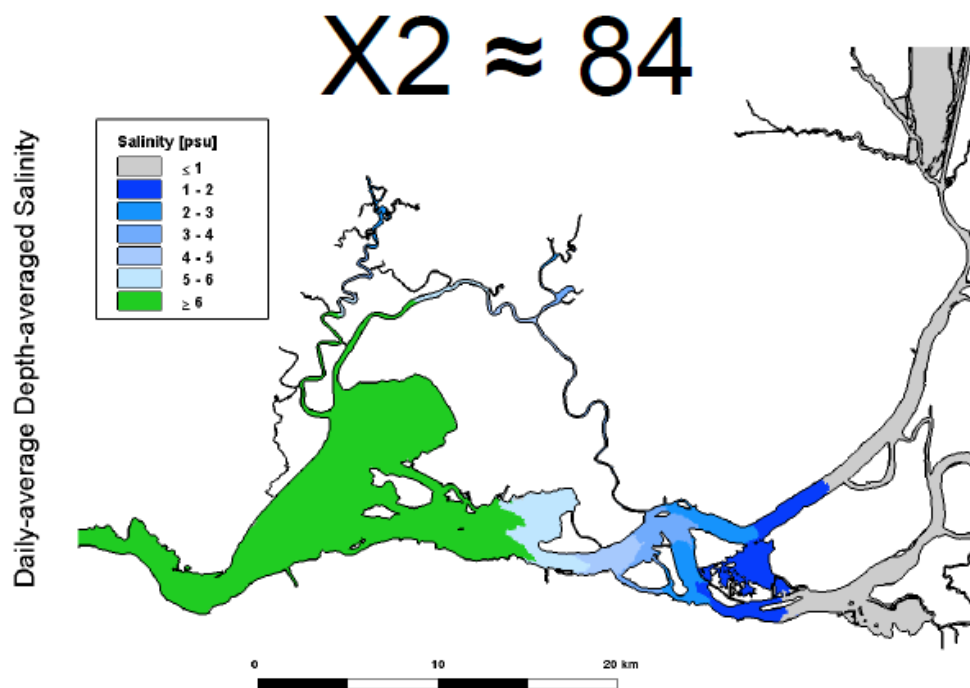 X2 ≈ 84
Daily-average Depth-averaged Salinity
Salinity [psu]
≤ 1
1 - 2
2 - 3
3 - 4
4 - 5
5 - 6
≥ 6
0 10 20 km